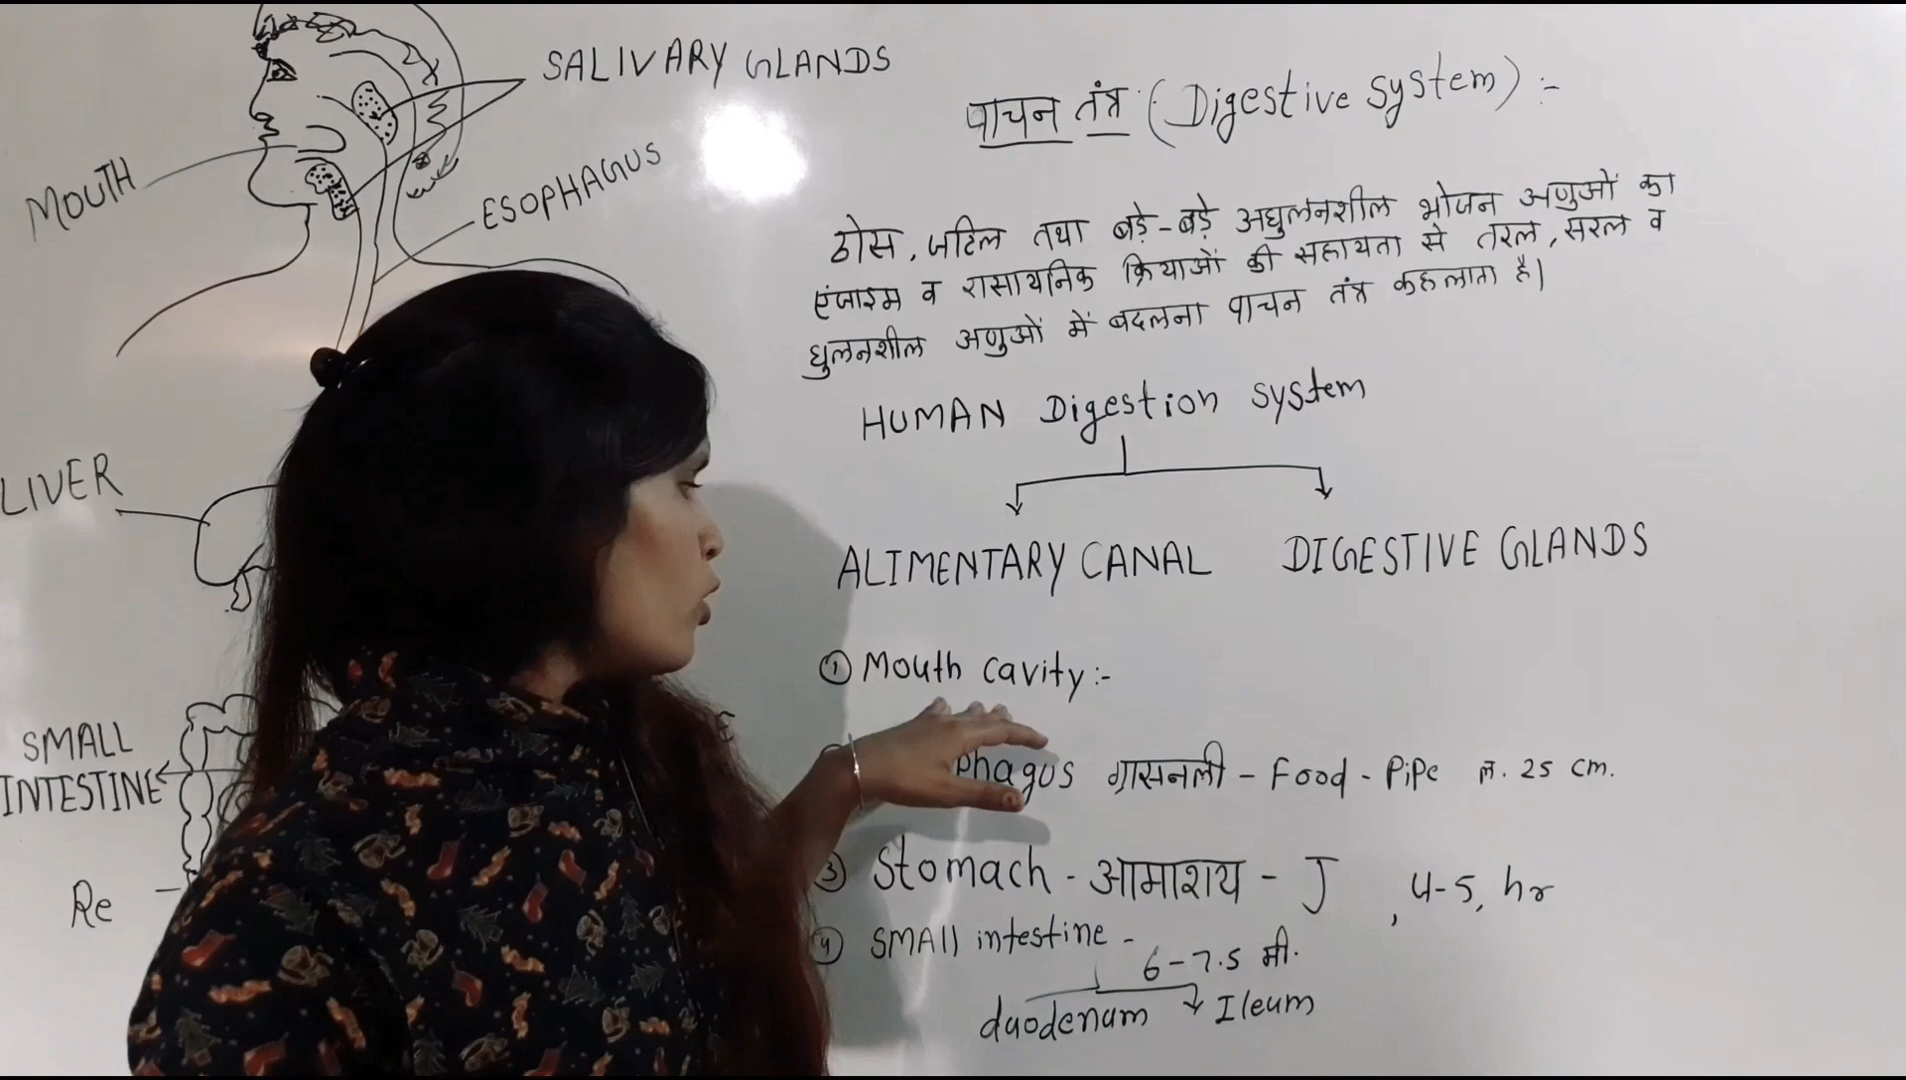 SALIVARY GLANDS
MOUTH
ESOPHAGUS
LIVER
SMALL
INTESTINE
Re
पाचन तंत्र (Digestive System) :-
ठोस, जटिल तथा बड़े-बड़े अघुलनशील भोजन अणुओं का
एंजाइम व रासायनिक क्रियाओं की सहायता से तरल, सरल व
घुलनशील अणुओं में बदलना पाचन तंत्र कहलाता है।
HUMAN Digestion System
ALIMENTARY CANAL DIGESTIVE GLANDS
① Mouth cavity:-
phagus ग्रासनली - Food - Pipe ल. 25 cm.
③ Stomach - आमाशय - J , 4-5, hr
④ SMAll intestine -
6-7.5 मी.
duodenum Ileum